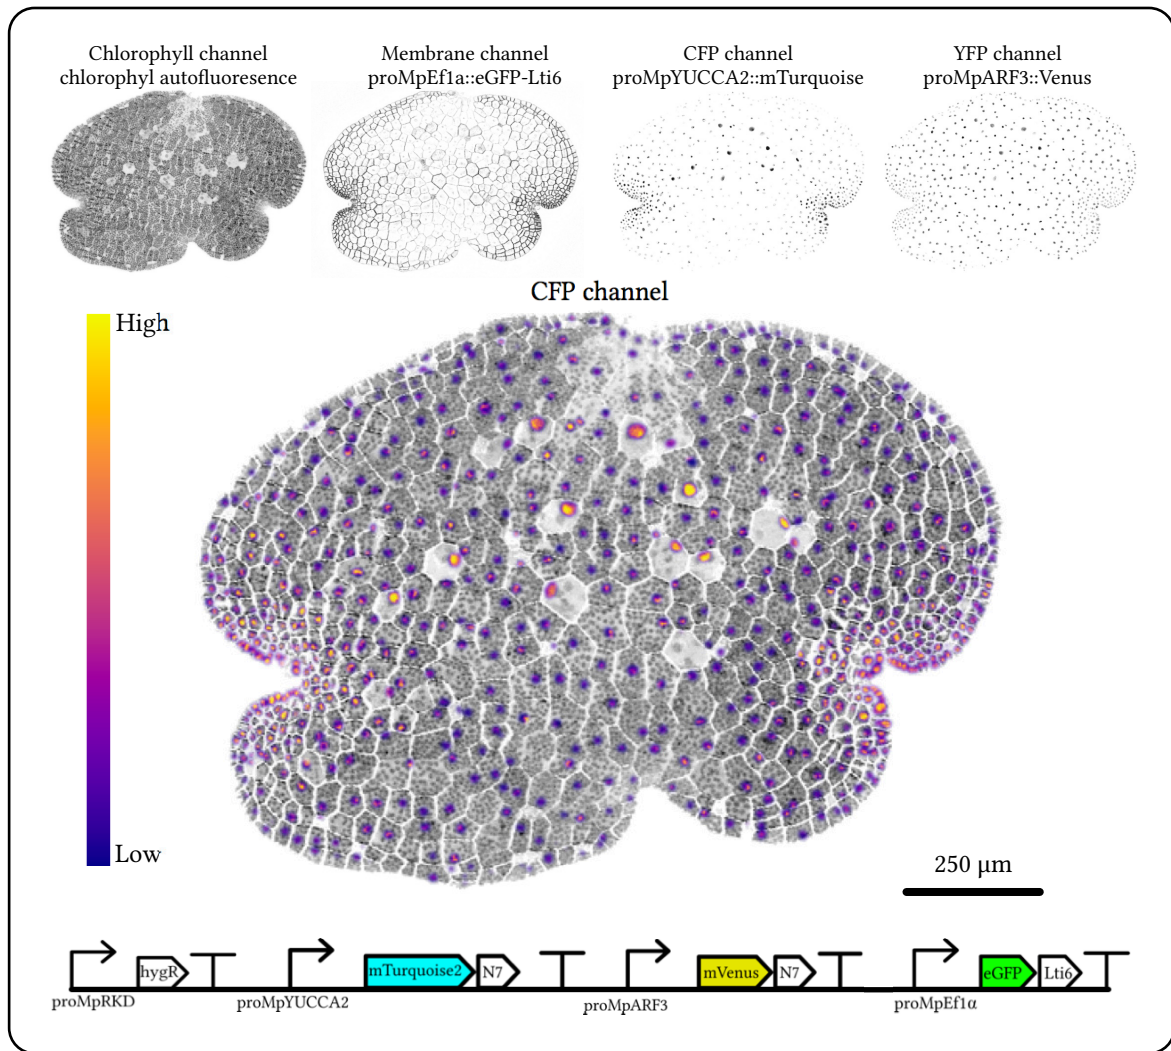 Chlorophyll channel
chlorophyl autofluoresence
Membrane channel
proMpEf1a::eGFP-Lti6
CFP channel
proMpYUCCA2::mTurquoise
YFP channel
proMpARF3::Venus
CFP channel
High
Low
250 μm
hygR
mTurquoise2
N7
mVenus
N7
eGFP
Lti6
proMpRKD
proMpYUCCA2
proMpARF3
proMpEf1α